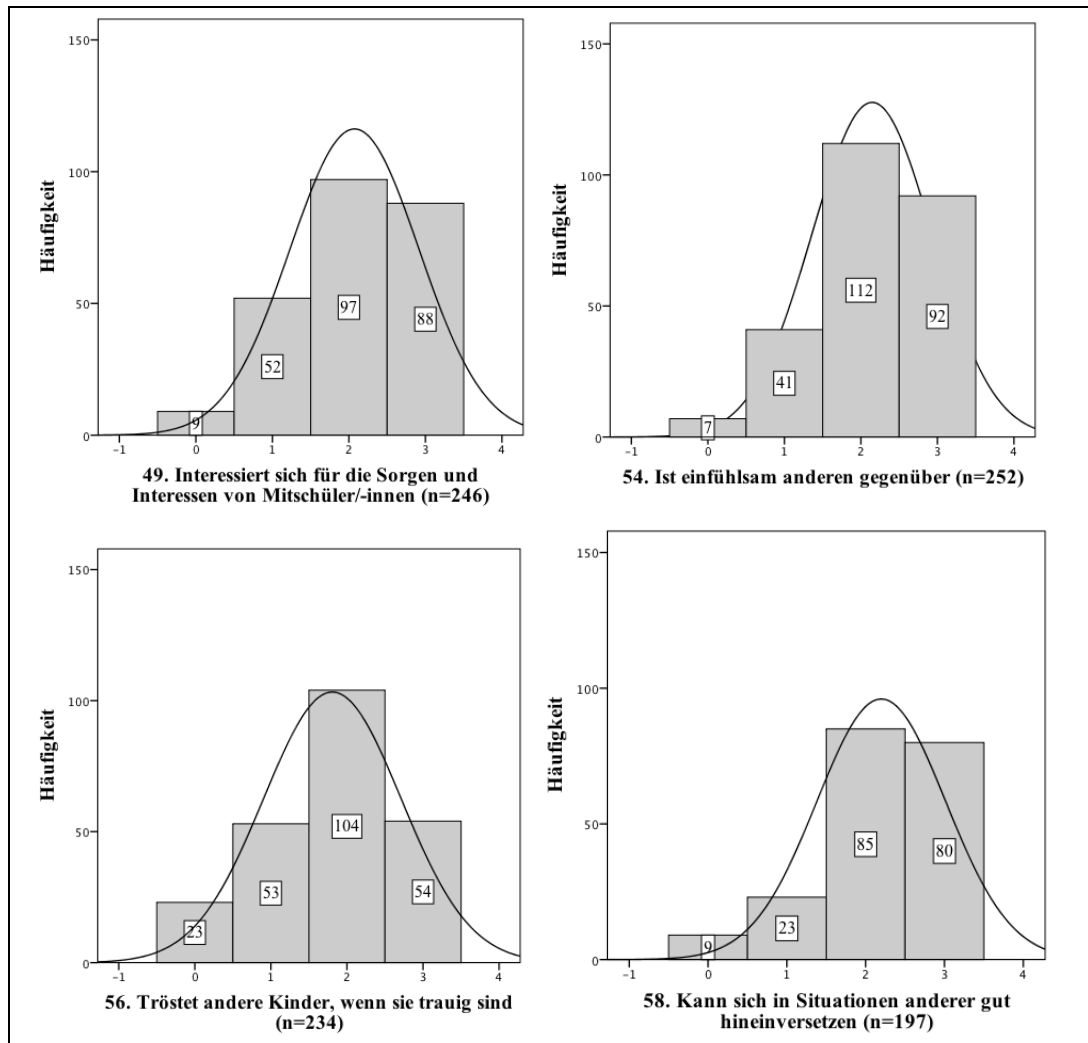 150
100
50
0
Häufigkeit
9
52
97
88
-1 0 1 2 3 4
49. Interessiert sich für die Sorgen und
Interessen von Mitschüler/-innen (n=246)
150
100
50
0
Häufigkeit
7
41
112
92
-1 0 1 2 3 4
54. Ist einfühlsam anderen gegenüber (n=252)
150
100
50
0
Häufigkeit
23
53
104
54
-1 0 1 2 3 4
56. Tröstet andere Kinder, wenn sie trauig sind
(n=234)
150
100
50
0
Häufigkeit
9
23
85
80
-1 0 1 2 3 4
58. Kann sich in Situationen anderer gut
hineinversetzen (n=197)